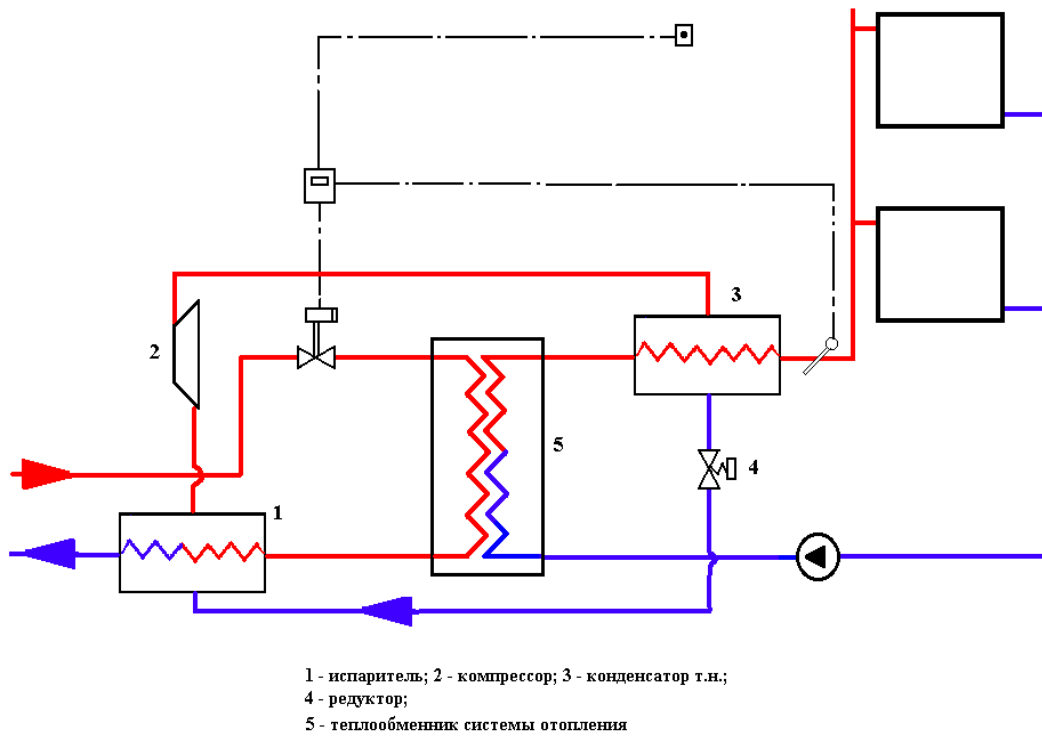 3
2
5
4
1
1 - испаритель; 2 - компрессор; 3 - конденсатор т.н.;
4 - редуктор;
5 - теплообменник системы отопления